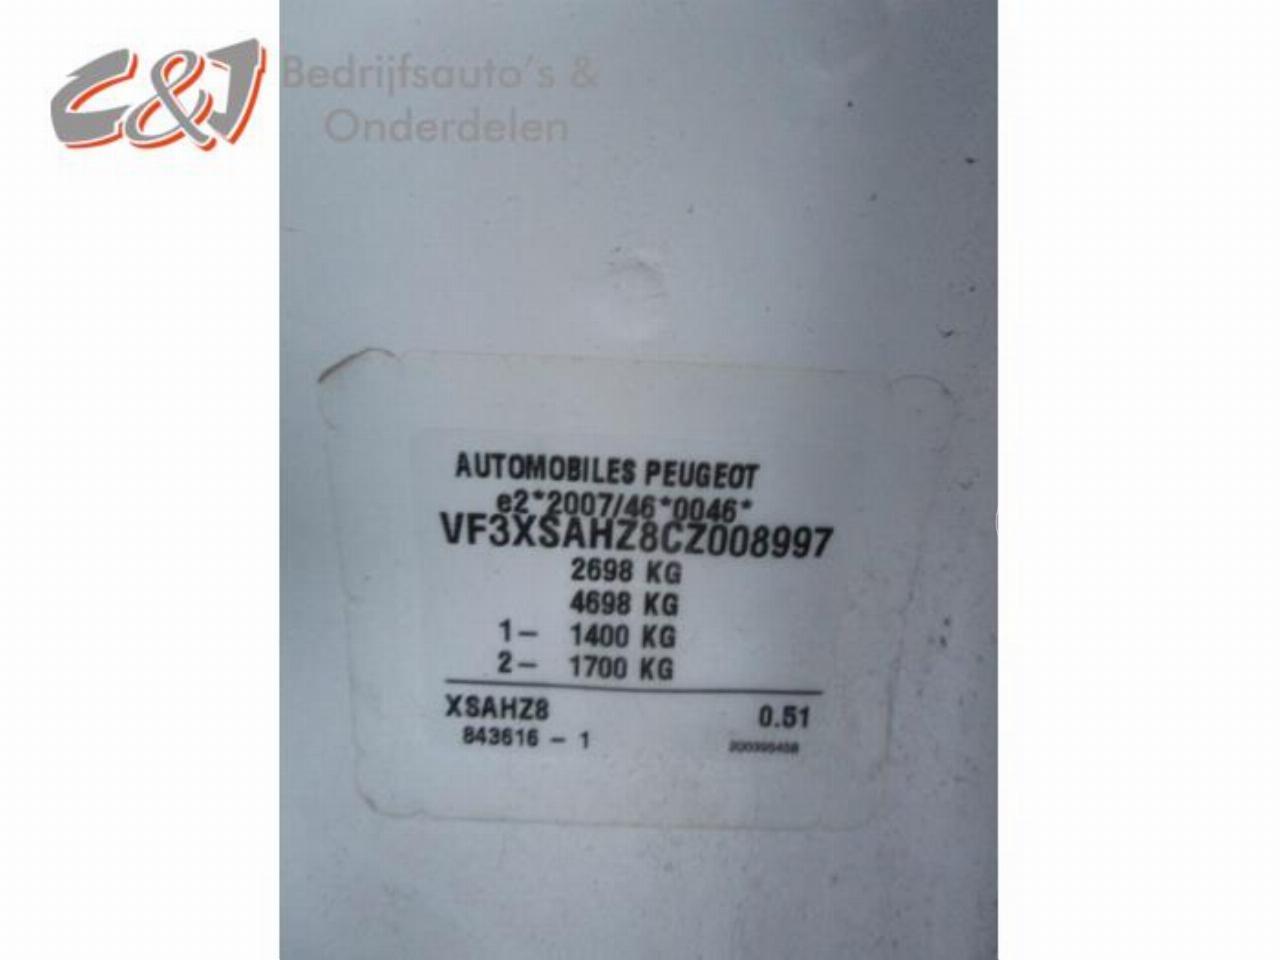 C&J Bedrijfsauto's &
Onderdelen
AUTOMOBILES PEUGEOT
e2*2007/46*0046*
VF3XSAHZ8CZ008997
2698 KG
4698 KG
1- 1400 KG
2- 1700 KG
XSAHZ8 0.51
843616 - 1